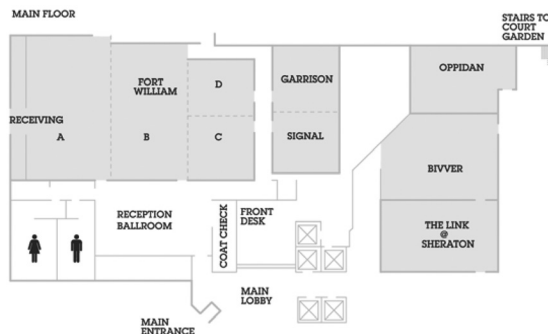 MAIN FLOOR
STAIRS TO
COURT
GARDEN
OPPIDAN
FORT
WILLIAM
D
GARRISON
RECEIVING
A
B
C
SIGNAL
BIVVER
RECEPTION
BALLROOM
COAT CHECK
FRONT
DESK
THE LINK
@
SHERATON
MAIN
LOBBY
MAIN
ENTRANCE